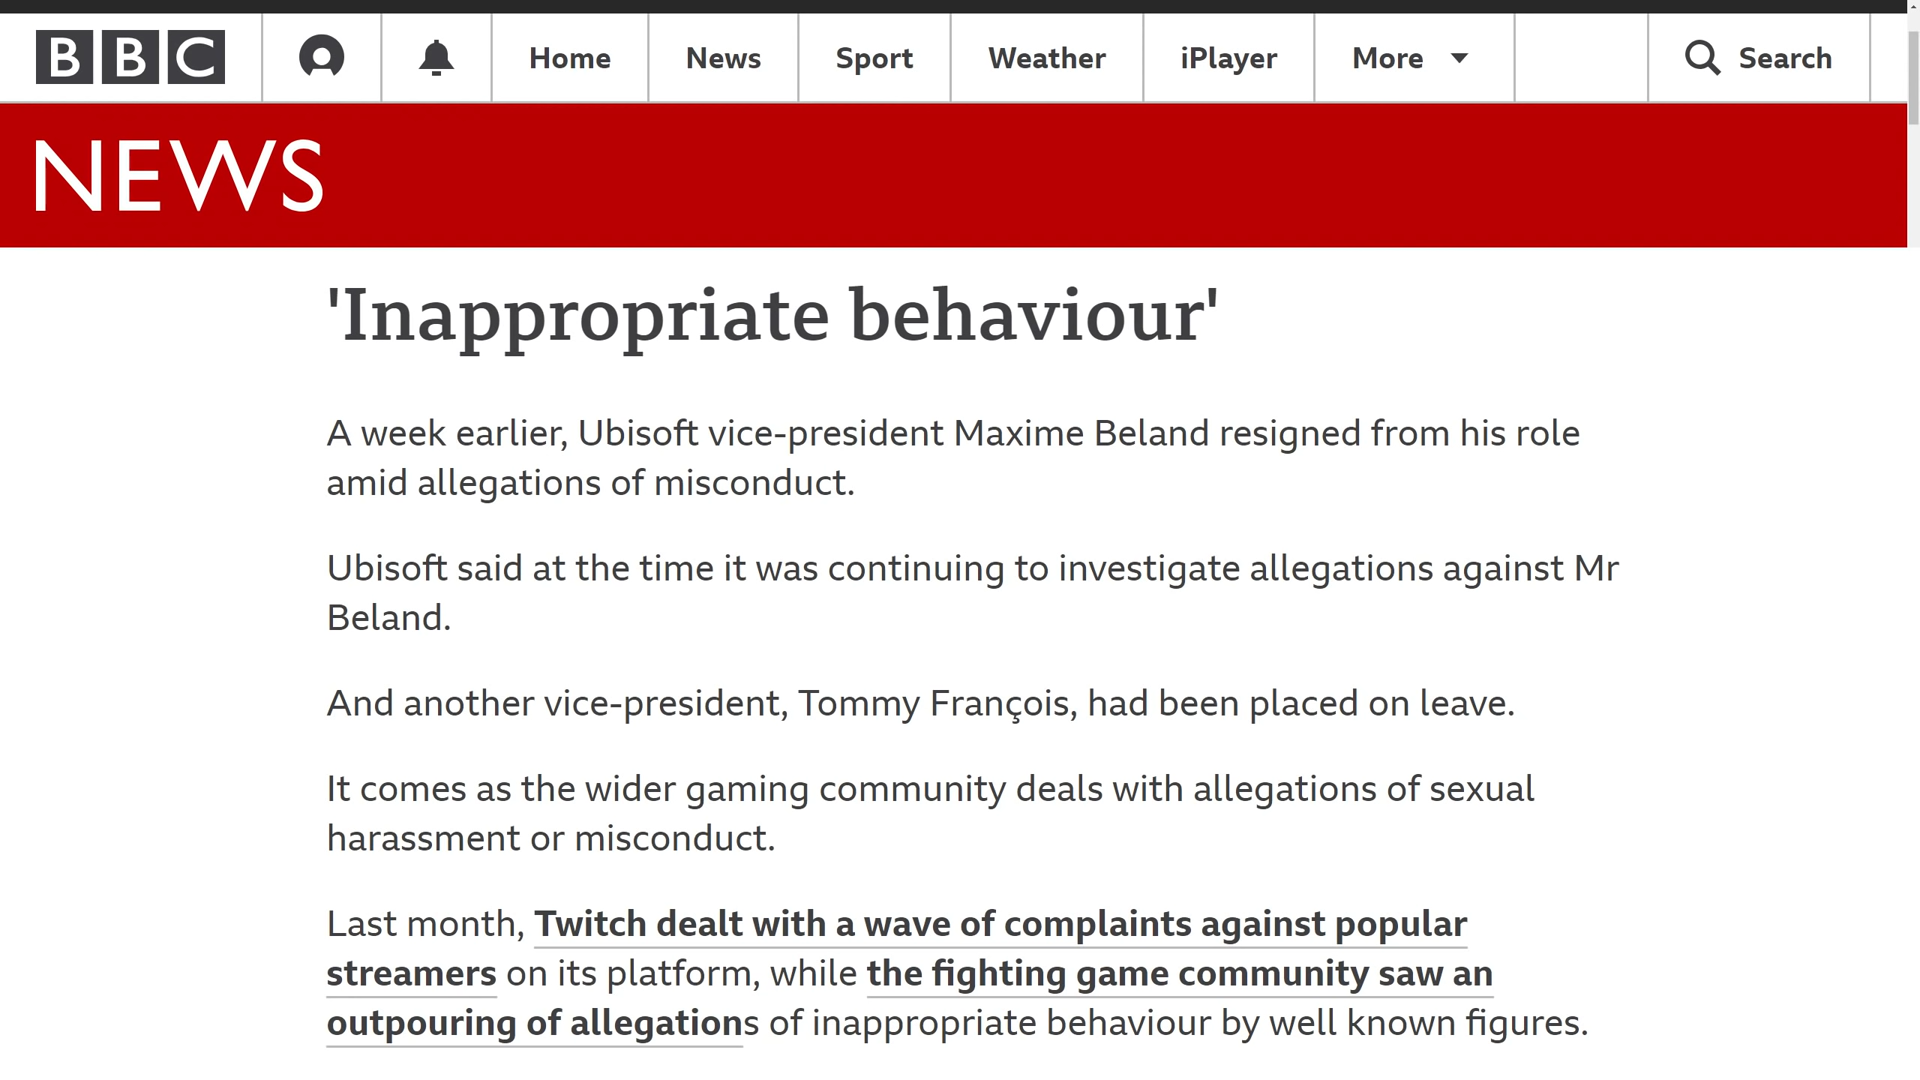 BBC Home News Sport Weather iPlayer More Search
NEWS
'Inappropriate behaviour'
A week earlier, Ubisoft vice-president Maxime Beland resigned from his role
amid allegations of misconduct.
Ubisoft said at the time it was continuing to investigate allegations against Mr
Beland.
And another vice-president, Tommy François, had been placed on leave.
It comes as the wider gaming community deals with allegations of sexual
harassment or misconduct.
Last month, Twitch dealt with a wave of complaints against popular
streamers on its platform, while the fighting game community saw an
outpouring of allegations of inappropriate behaviour by well known figures.